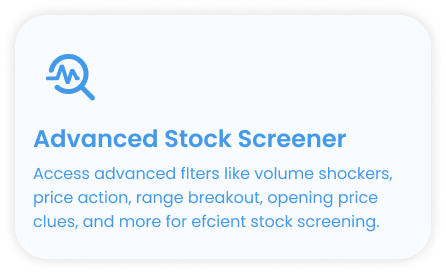 Advanced Stock Screener
Access advanced flters like volume shockers,
price action, range breakout, opening price
clues, and more for efcient stock screening.